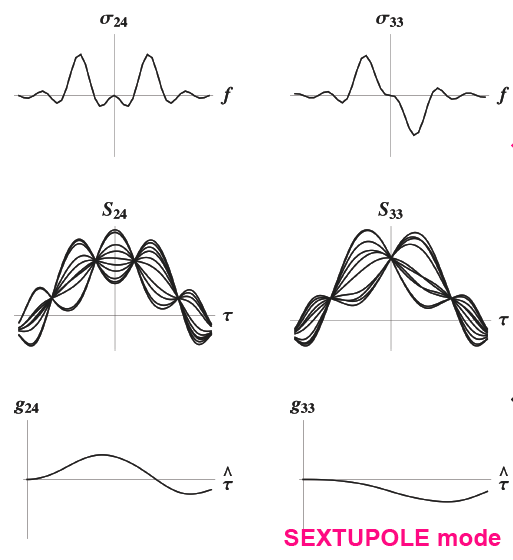 σ24 σ33
f f
S24 S33
τ τ
g24 g33
τ̂ τ̂
SEXTUPOLE mode